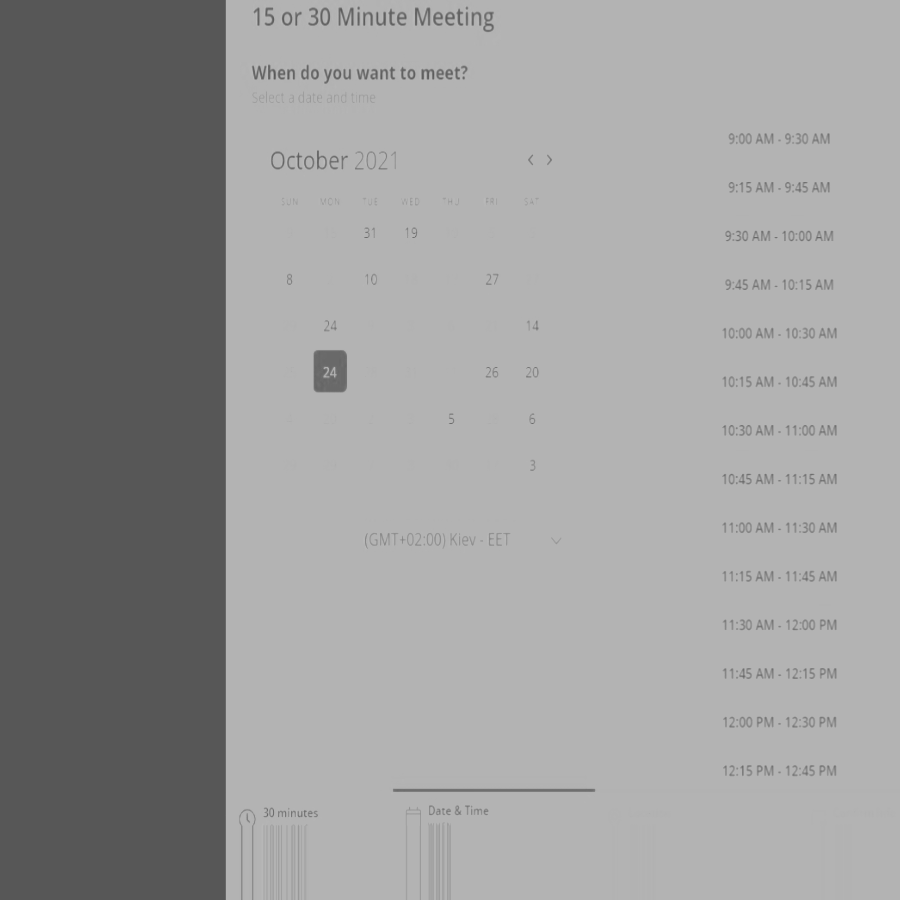 15 or 30 Minute Meeting
When do you want to meet?
Select a date and time
October 2021
SUN MON TUE WED THU FRI SAT
31 19
8 10 27
24 14
24 26 20
5 6
3
(GMT+02:00) Kiev - EET
9:00 AM - 9:30 AM
9:15 AM - 9:45 AM
9:30 AM - 10:00 AM
9:45 AM - 10:15 AM
10:00 AM - 10:30 AM
10:15 AM - 10:45 AM
10:30 AM - 11:00 AM
10:45 AM - 11:15 AM
11:00 AM - 11:30 AM
11:15 AM - 11:45 AM
11:30 AM - 12:00 PM
11:45 AM - 12:15 PM
12:00 PM - 12:30 PM
12:15 PM - 12:45 PM
30 minutes
Date & Time